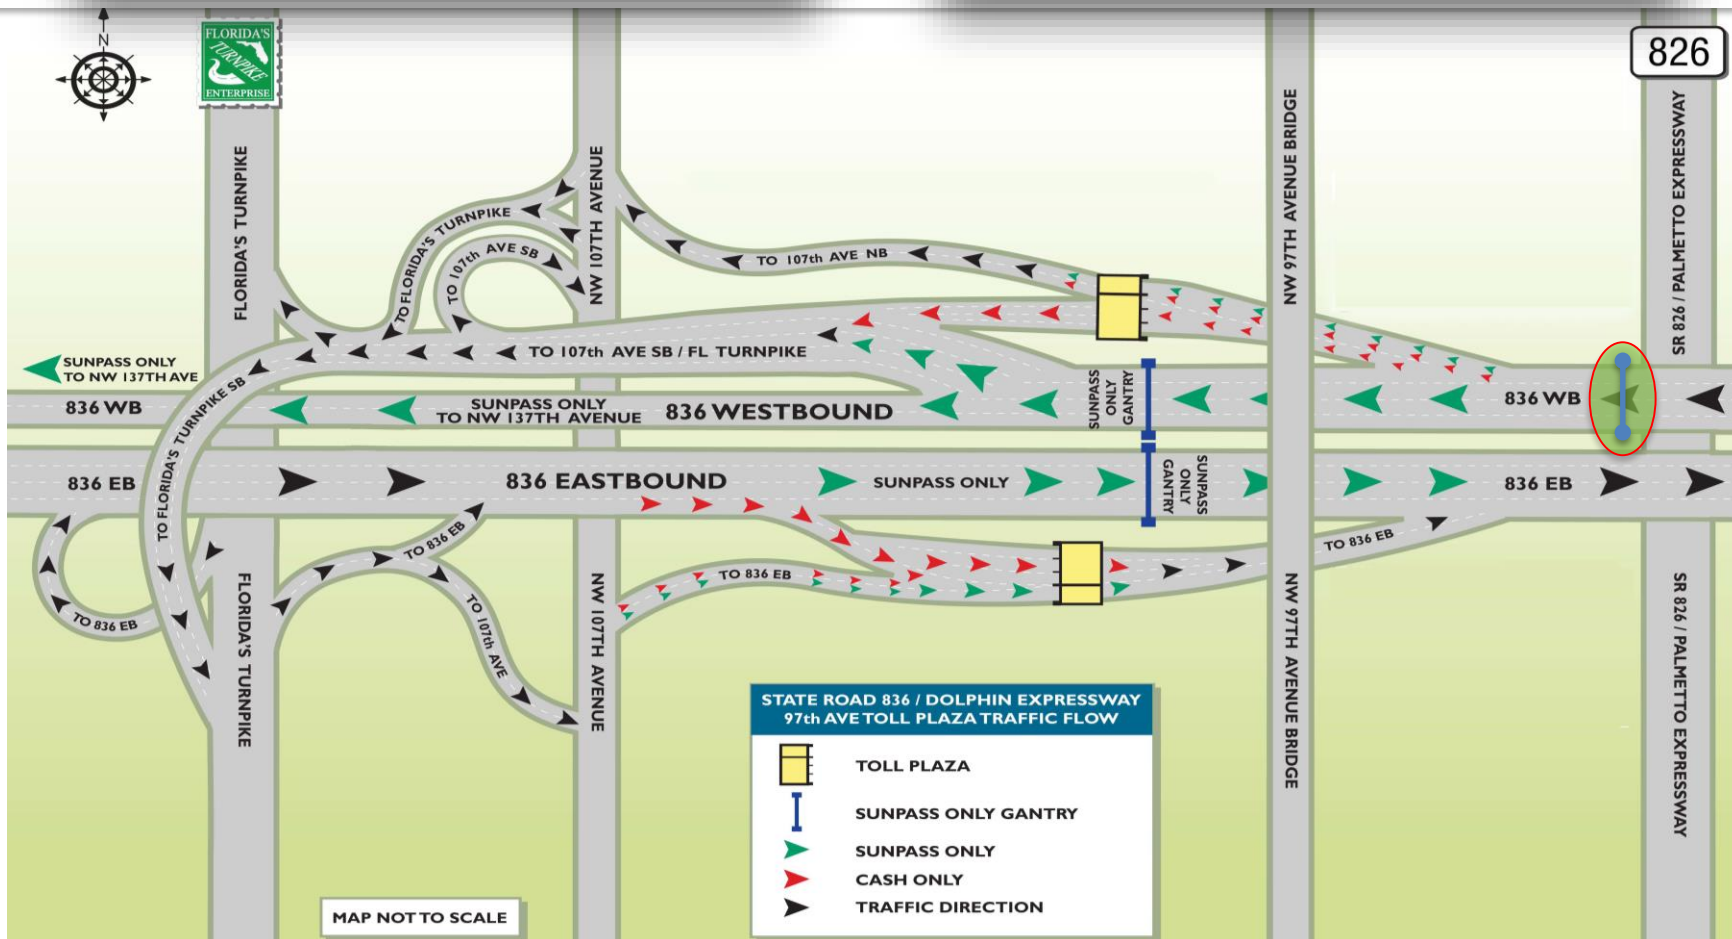 N
FLORIDA'S
TURNPIKE
ENTERPRISE
826
FLORIDA'S TURNPIKE
NW 107TH AVENUE
NW 97TH AVENUE BRIDGE
SR 826 / PALMETTO EXPRESSWAY
TO FLORIDA'S TURNPIKE
TO 107th AVE SB
TO 107th AVE NB
TO 107th AVE SB / FL TURNPIKE
SUNPASS ONLY
TO NW 137TH AVE
836 WB
SUNPASS ONLY
TO NW 137TH AVENUE
836 WESTBOUND
SUNPASS
ONLY
GANTRY
836 WB
TO FLORIDA'S TURNPIKE SB
836 EB
836 EASTBOUND
SUNPASS ONLY
SUNPASS
ONLY
GANTRY
836 EB
TO 836 EB
TO 836 EB
TO 836 EB
TO 836 EB
TO 107th AVE
FLORIDA'S TURNPIKE
NW 107TH AVENUE
NW 97TH AVENUE BRIDGE
SR 826 / PALMETTO EXPRESSWAY
STATE ROAD 836 / DOLPHIN EXPRESSWAY
97th AVE TOLL PLAZA TRAFFIC FLOW
TOLL PLAZA
SUNPASS ONLY GANTRY
SUNPASS ONLY
CASH ONLY
TRAFFIC DIRECTION
MAP NOT TO SCALE